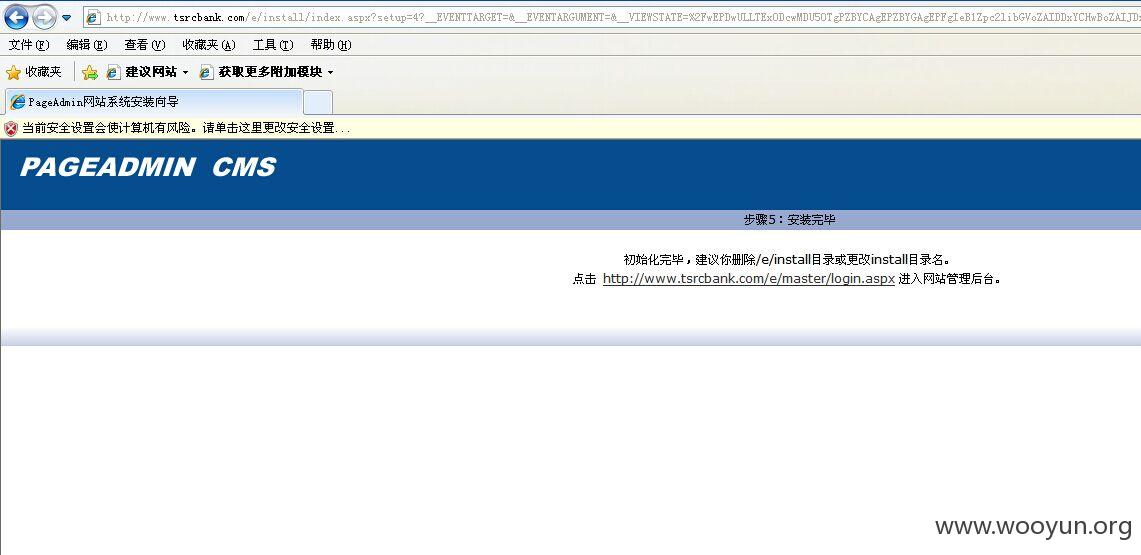 http://www.tsrcbank.com/e/install/index.aspx?setup=4?__EVENTTARGET=&__EVENTARGUMENT=&__VIEWSTATE=
文件(F) 编辑(E) 查看(V) 收藏夹(A) 工具(T) 帮助(H)
收藏夹 建议网站 获取更多附加模块
PageAdmin网站系统安装向导
当前安全设置会使计算机有风险。请单击这里更改安全设置...
PAGEADMIN CMS
步骤5：安装完毕
初始化完毕，建议你删除/e/install目录或更改install目录名。
点击 http://www.tsrcbank.com/e/master/login.aspx 进入网站管理后台。
www.wooyun.org